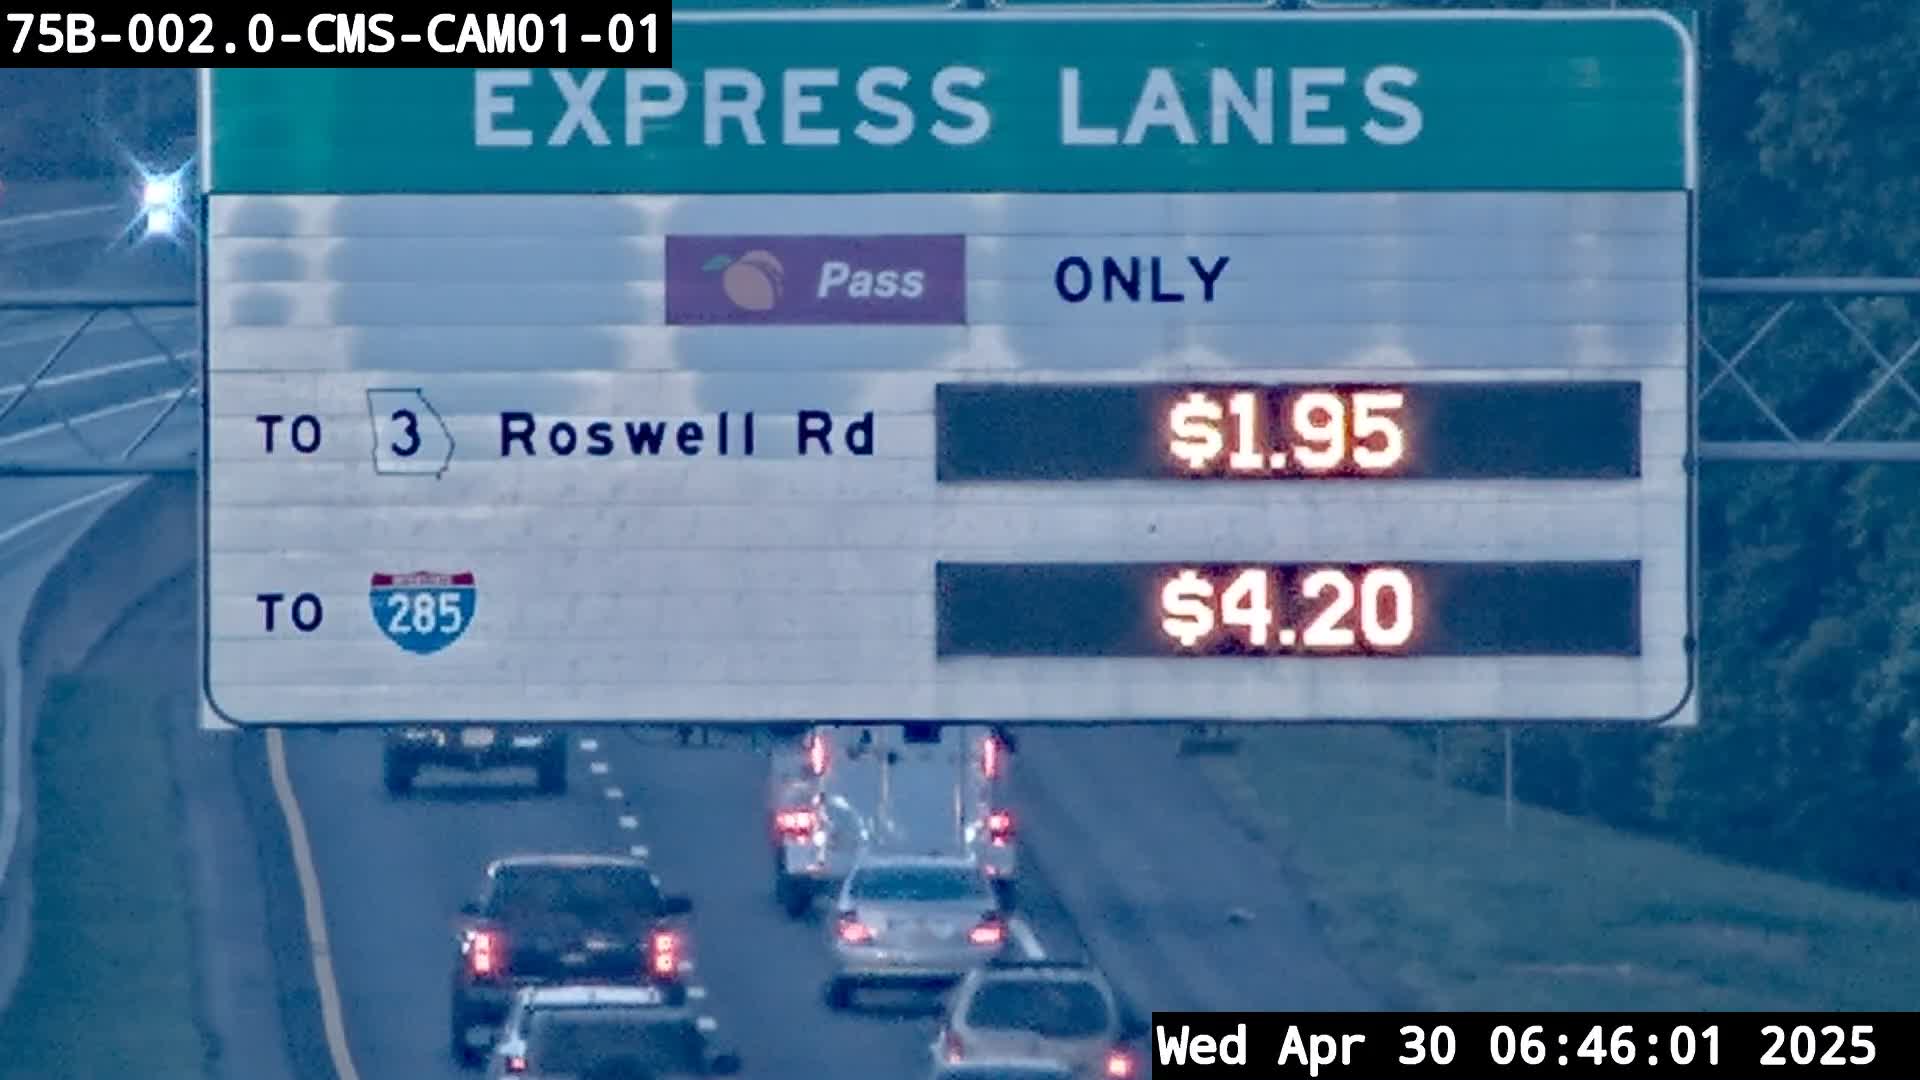 75B-002.0-CMS-CAM01-01
EXPRESS LANES
Pass ONLY
TO 3 Roswell Rd $1.95
TO 285 $4.20
Wed Apr 30 06:46:01 2025